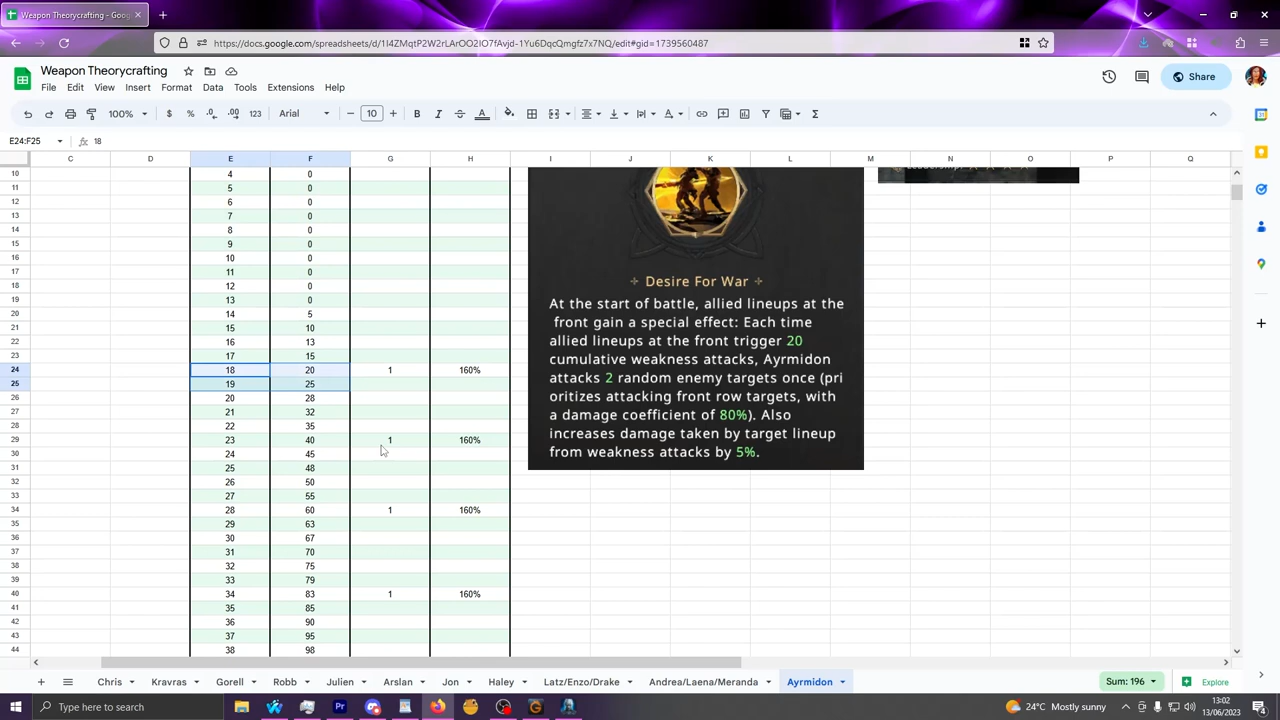 Weapon Theorycrafting - Goo
https://docs.google.com/spreadsheets/d/1I4ZMqtP2W2rLArOO2IO7fAvjd-1Yu6DqcQmgfz7x7NQ/edit#gid=1739560487
Weapon Theorycrafting
File Edit View Insert Format Data Tools Extensions Help
Share
100% $ % .0 .00 123 Arial 10 B I A
E24:F25 fx 18
C D E F G H I J K L M N O P Q
10 4 0
11 5 0
12 6 0
13 7 0
14 8 0
15 9 0
16 10 0
17 11 0
18 12 0
19 13 0
20 14 5
21 15 10
22 16 13
23 17 15
24 18 20 1 160%
25 19 25
26 20 28
27 21 32
28 22 35
29 23 40 1 160%
30 24 45
31 25 48
32 26 50
33 27 55
34 28 60 1 160%
35 29 63
36 30 67
37 31 70
38 32 75
39 33 79
40 34 83 1 160%
41 35 85
42 36 90
43 37 95
44 38 98
Desire For War
At the start of battle, allied lineups at the
front gain a special effect: Each time
allied lineups at the front trigger 20
cumulative weakness attacks, Ayrmidon
attacks 2 random enemy targets once (pri
oritizes attacking front row targets, with
a damage coefficient of 80%). Also
increases damage taken by target lineup
from weakness attacks by 5%.
Chris Kravras Gorell Robb Julien Arslan Jon Haley Latz/Enzo/Drake Andrea/Laena/Meranda Ayrmidon Sum: 196 Explore
Type here to search
24°C Mostly sunny
13:02
13/06/2023